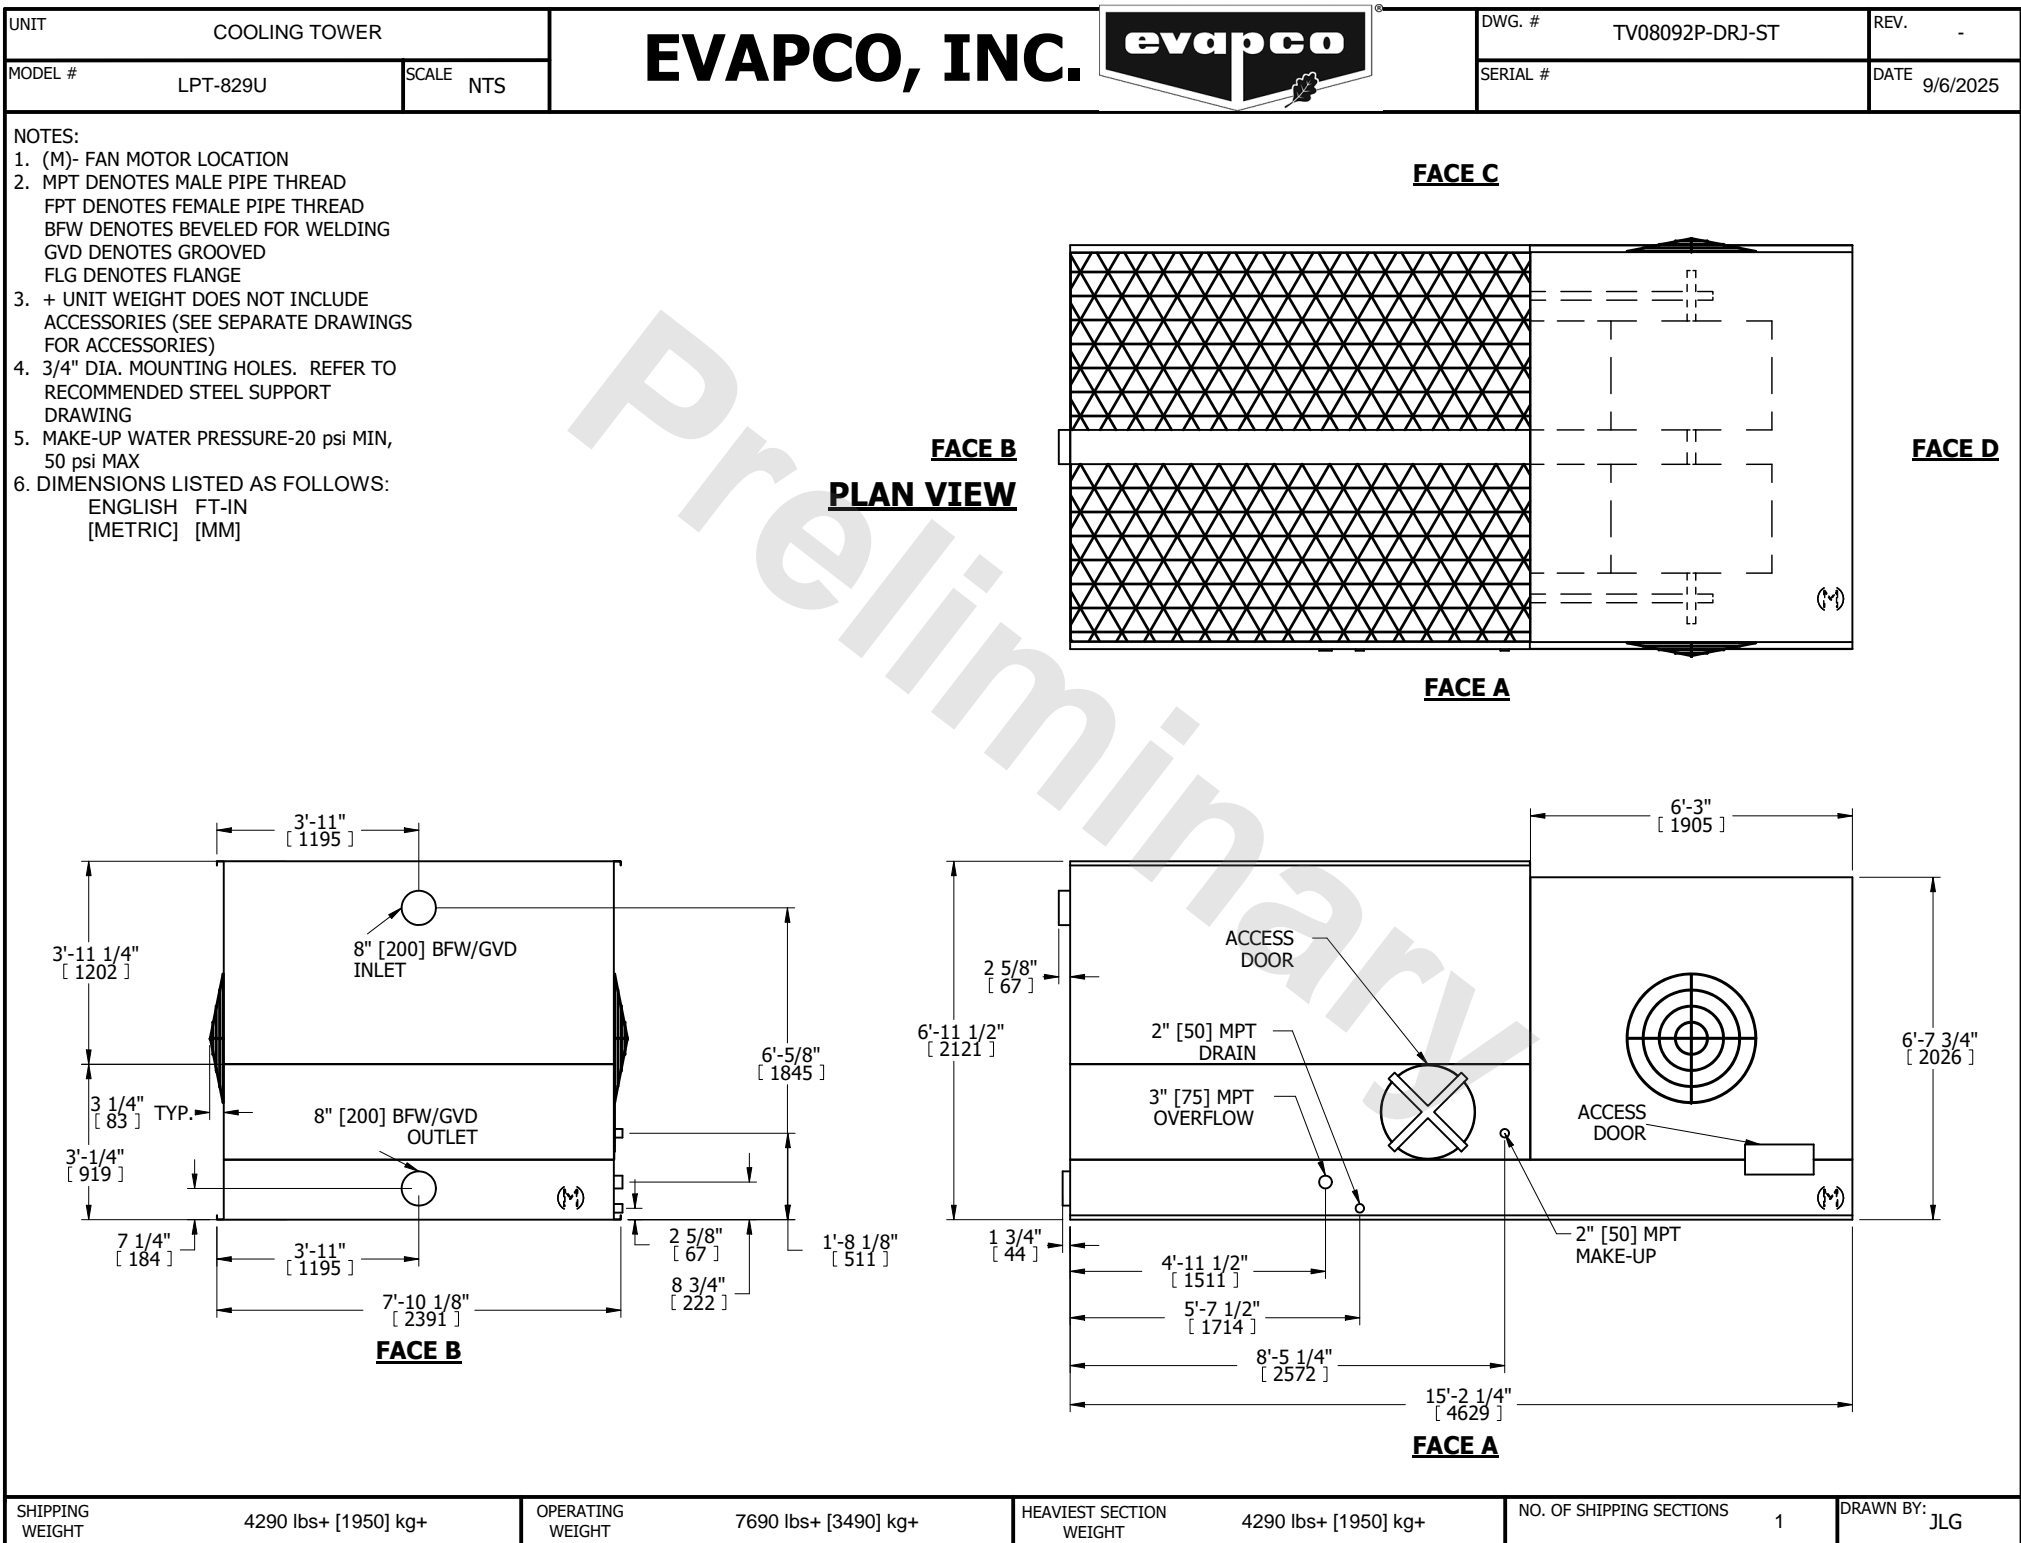 UNIT
COOLING TOWER
MODEL #
LPT-829U
SCALE
NTS
EVAPCO, INC.
evapco
®
DWG. #
TV08092P-DRJ-ST
REV.
-
SERIAL #
DATE
9/6/2025
NOTES:
1. (M)- FAN MOTOR LOCATION
2. MPT DENOTES MALE PIPE THREAD
FPT DENOTES FEMALE PIPE THREAD
BFW DENOTES BEVELED FOR WELDING
GVD DENOTES GROOVED
FLG DENOTES FLANGE
3. + UNIT WEIGHT DOES NOT INCLUDE
ACCESSORIES (SEE SEPARATE DRAWINGS
FOR ACCESSORIES)
4. 3/4" DIA. MOUNTING HOLES. REFER TO
RECOMMENDED STEEL SUPPORT
DRAWING
5. MAKE-UP WATER PRESSURE-20 psi MIN,
50 psi MAX
6. DIMENSIONS LISTED AS FOLLOWS:
ENGLISH FT-IN
[METRIC] [MM]
Preliminary
FACE C
FACE B
PLAN VIEW
FACE D
(M)
FACE A
3'-11"
[ 1195 ]
3'-11 1/4"
[ 1202 ]
8" [200] BFW/GVD
INLET
6'-5/8"
[ 1845 ]
3 1/4"
[ 83 ]
TYP.
8" [200] BFW/GVD
OUTLET
3'-1/4"
[ 919 ]
(M)
7 1/4"
[ 184 ]
3'-11"
[ 1195 ]
2 5/8"
[ 67 ]
1'-8 1/8"
[ 511 ]
8 3/4"
[ 222 ]
7'-10 1/8"
[ 2391 ]
FACE B
6'-3"
[ 1905 ]
2 5/8"
[ 67 ]
ACCESS
DOOR
6'-11 1/2"
[ 2121 ]
2" [50] MPT
DRAIN
3" [75] MPT
OVERFLOW
6'-7 3/4"
[ 2026 ]
ACCESS
DOOR
(M)
1 3/4"
[ 44 ]
2" [50] MPT
MAKE-UP
4'-11 1/2"
[ 1511 ]
5'-7 1/2"
[ 1714 ]
8'-5 1/4"
[ 2572 ]
15'-2 1/4"
[ 4629 ]
FACE A
SHIPPING
WEIGHT
4290 lbs+ [1950] kg+
OPERATING
WEIGHT
7690 lbs+ [3490] kg+
HEAVIEST SECTION
WEIGHT
4290 lbs+ [1950] kg+
NO. OF SHIPPING SECTIONS
1
DRAWN BY:
JLG